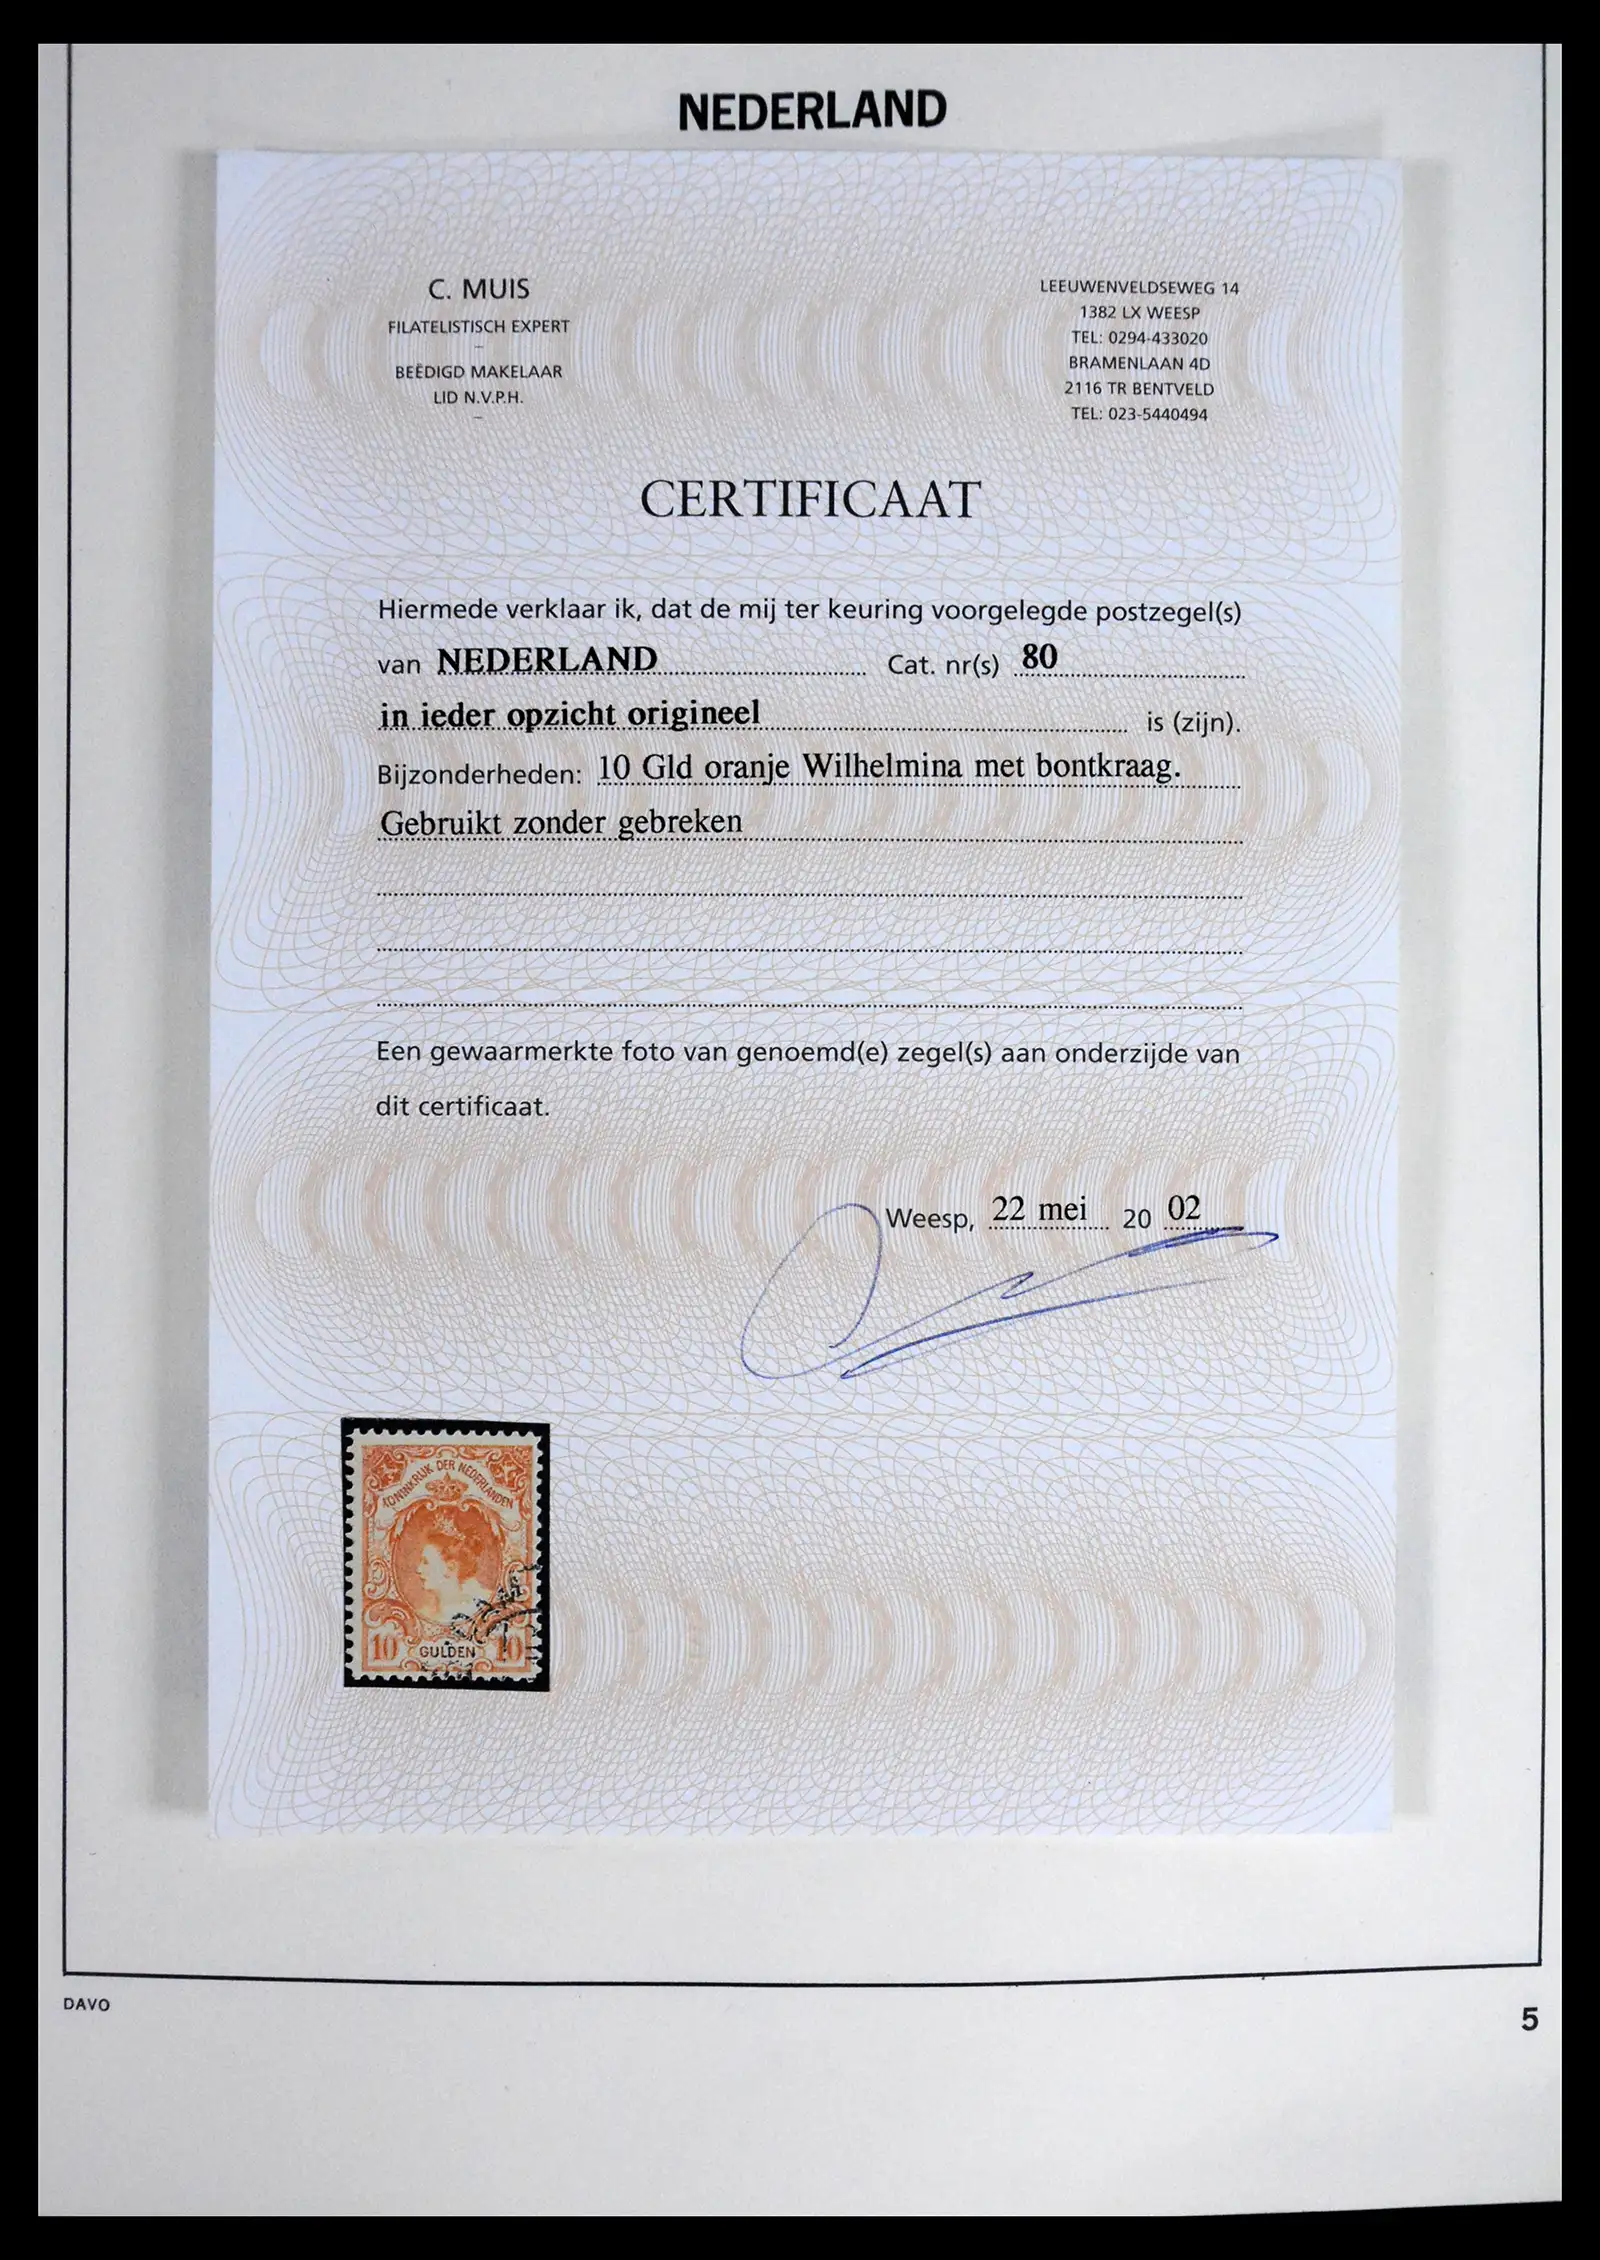 NEDERLAND
C. MUIS
FILATELISTISCH EXPERT
–
BEËDIGD MAKELAAR
LID N.V.P.H.
–
LEEUWENVELDSEWEG 14
1382 LX WEESP
TEL: 0294-433020
BRAMENLAAN 4D
2116 TR BENTVELD
TEL: 023-5440494
CERTIFICAAT
Hiermede verklaar ik, dat de mij ter keuring voorgelegde postzegel(s)
van NEDERLAND Cat. nr(s) 80
in ieder opzicht origineel is (zijn).
Bijzonderheden: 10 Gld oranje Wilhelmina met bontkraag.
Gebruikt zonder gebreken
Een gewaarmerkte foto van genoemd(e) zegel(s) aan onderzijde van
dit certificaat.
Weesp, 22 mei 20 02
KONINKRIJK DER NEDERLANDEN
10 GULDEN 10
DAVO
5